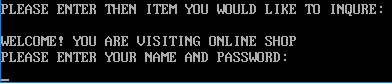 PLEASE ENTER THEN ITEM YOU WOULD LIKE TO INQURE:
WELCOME! YOU ARE VISITING ONLINE SHOP
PLEASE ENTER YOUR NAME AND PASSWORD: